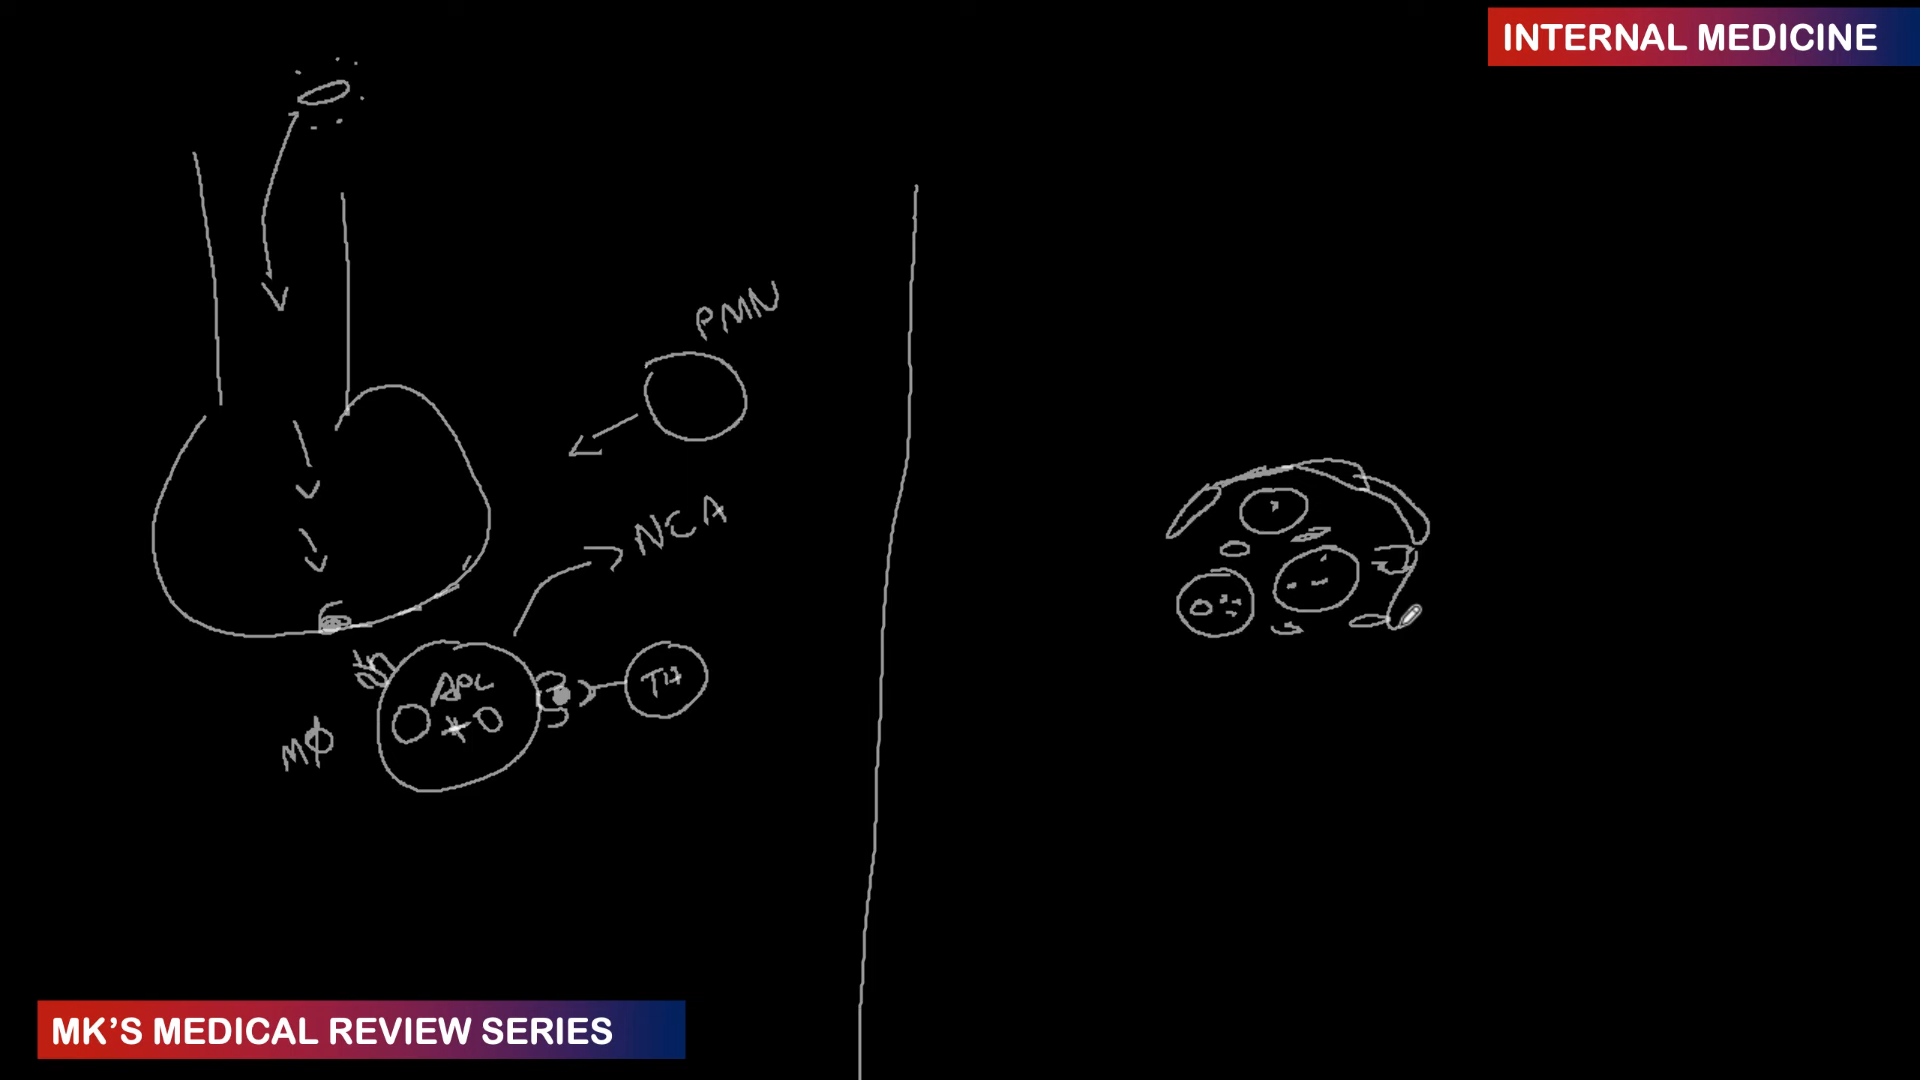 INTERNAL MEDICINE
PMN
NCA
APC
TH
MΦ
MK'S MEDICAL REVIEW SERIES